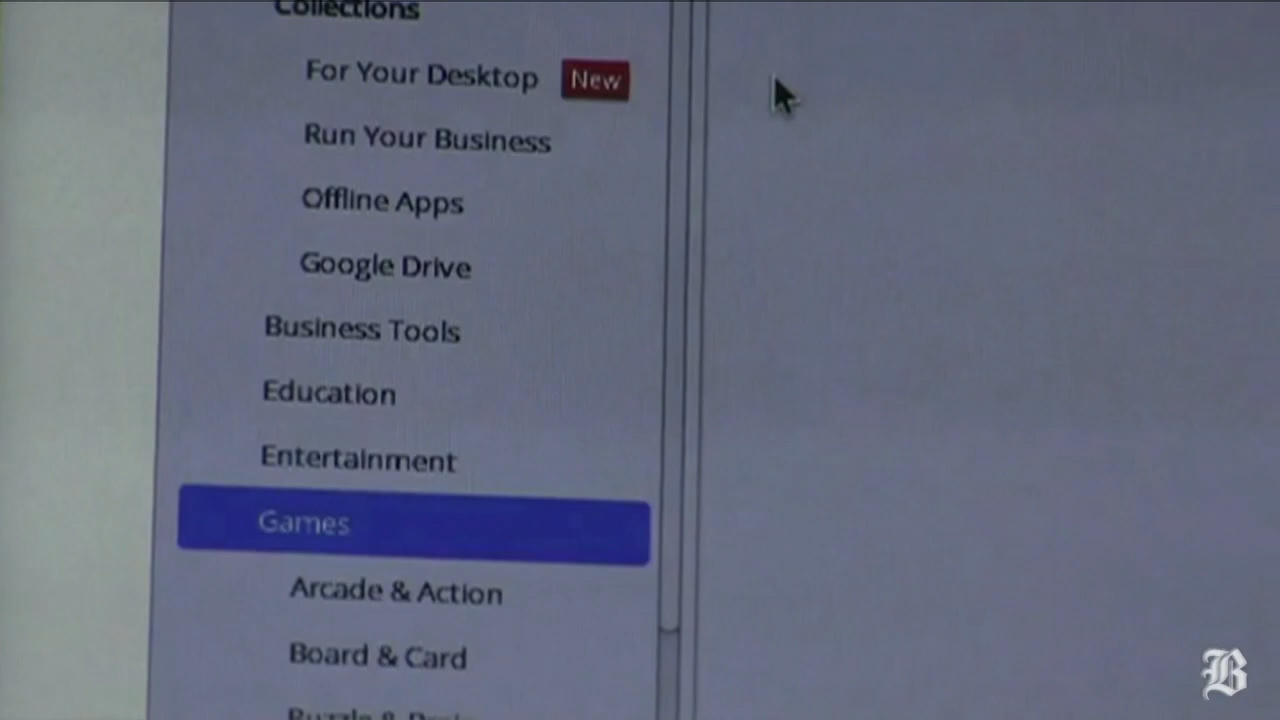 Collections
For Your Desktop New
Run Your Business
Offline Apps
Google Drive
Business Tools
Education
Entertainment
Games
Arcade & Action
Board & Card
B